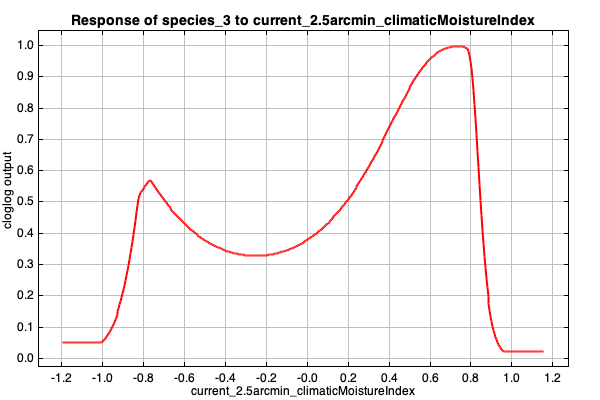 Response of species_3 to current_2.5arcmin_climaticMoistureIndex
1.0
0.9
0.8
0.7
0.6
0.5
0.4
0.3
0.2
0.1
0.0
cloglog output
-1.2 -1.0 -0.8 -0.6 -0.4 -0.2 -0.0 0.2 0.4 0.6 0.8 1.0 1.2
current_2.5arcmin_climaticMoistureIndex